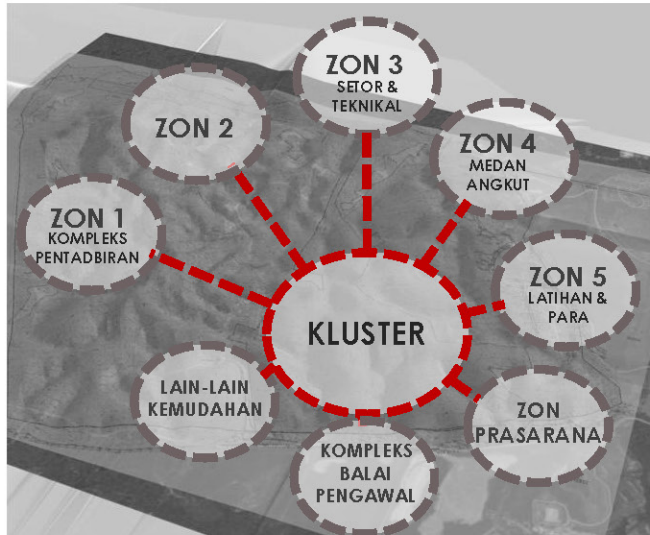 ZON 3
SETOR &
TEKNIKAL
ZON 2
ZON 4
MEDAN
ANGKUT
ZON 1
KOMPLEKS
PENTADBIRAN
ZON 5
LATIHAN &
PARA
KLUSTER
LAIN-LAIN
KEMUDAHAN
ZON
PRASARANA
KOMPLEKS
BALAI
PENGAWAL